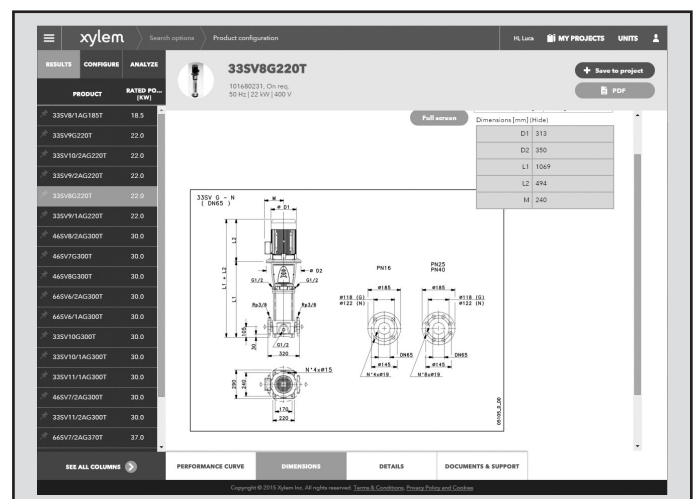 xylem
Search options
Product configuration
Hi, Luca
MY PROJECTS
UNITS
RESULTS
CONFIGURE
ANALYZE
PRODUCT
RATED PO...
[KW]
33SV8/1AG185T 18.5
33SV9G220T 22.0
33SV10/2AG220T 22.0
33SV9/2AG220T 22.0
33SV8G220T 22.0
33SV9/1AG220T 22.0
46SV8/2AG300T 30.0
46SV7G300T 30.0
46SV8G300T 30.0
66SV6/2AG300T 30.0
66SV6/1AG300T 30.0
33SV10G300T 30.0
33SV10/1AG300T 30.0
33SV11/1AG300T 30.0
46SV7/2AG300T 30.0
33SV11/2AG300T 30.0
66SV7/2AG370T 37.0
SEE ALL COLUMNS
33SV8G220T
101680231, On req.
50 Hz | 22 kW | 400 V
+ Save to project
PDF
Full screen
Dimensions [mm] (Hide)
D1 313
D2 350
L1 1069
L2 494
M 240
33SV G - N
( DN65 )
M
ø D1
L2
L1 + L2
L1
ø D2
G1/2
G1/2
Rp3/8
Rp3/8
105
30
G1/2
320
N°4xø15
290
240
170
220
PN16
ø185
ø118 (G)
ø122 (N)
DN65
ø145
N°4xø19
PN25
PN40
ø185
ø118 (G)
ø122 (N)
DN65
ø145
N°8xø19
05105_D_DD
PERFORMANCE CURVE
DIMENSIONS
DETAILS
DOCUMENTS & SUPPORT
Copyright © 2015 Xylem Inc. All rights reserved. Terms & Conditions, Privacy Policy and Cookies